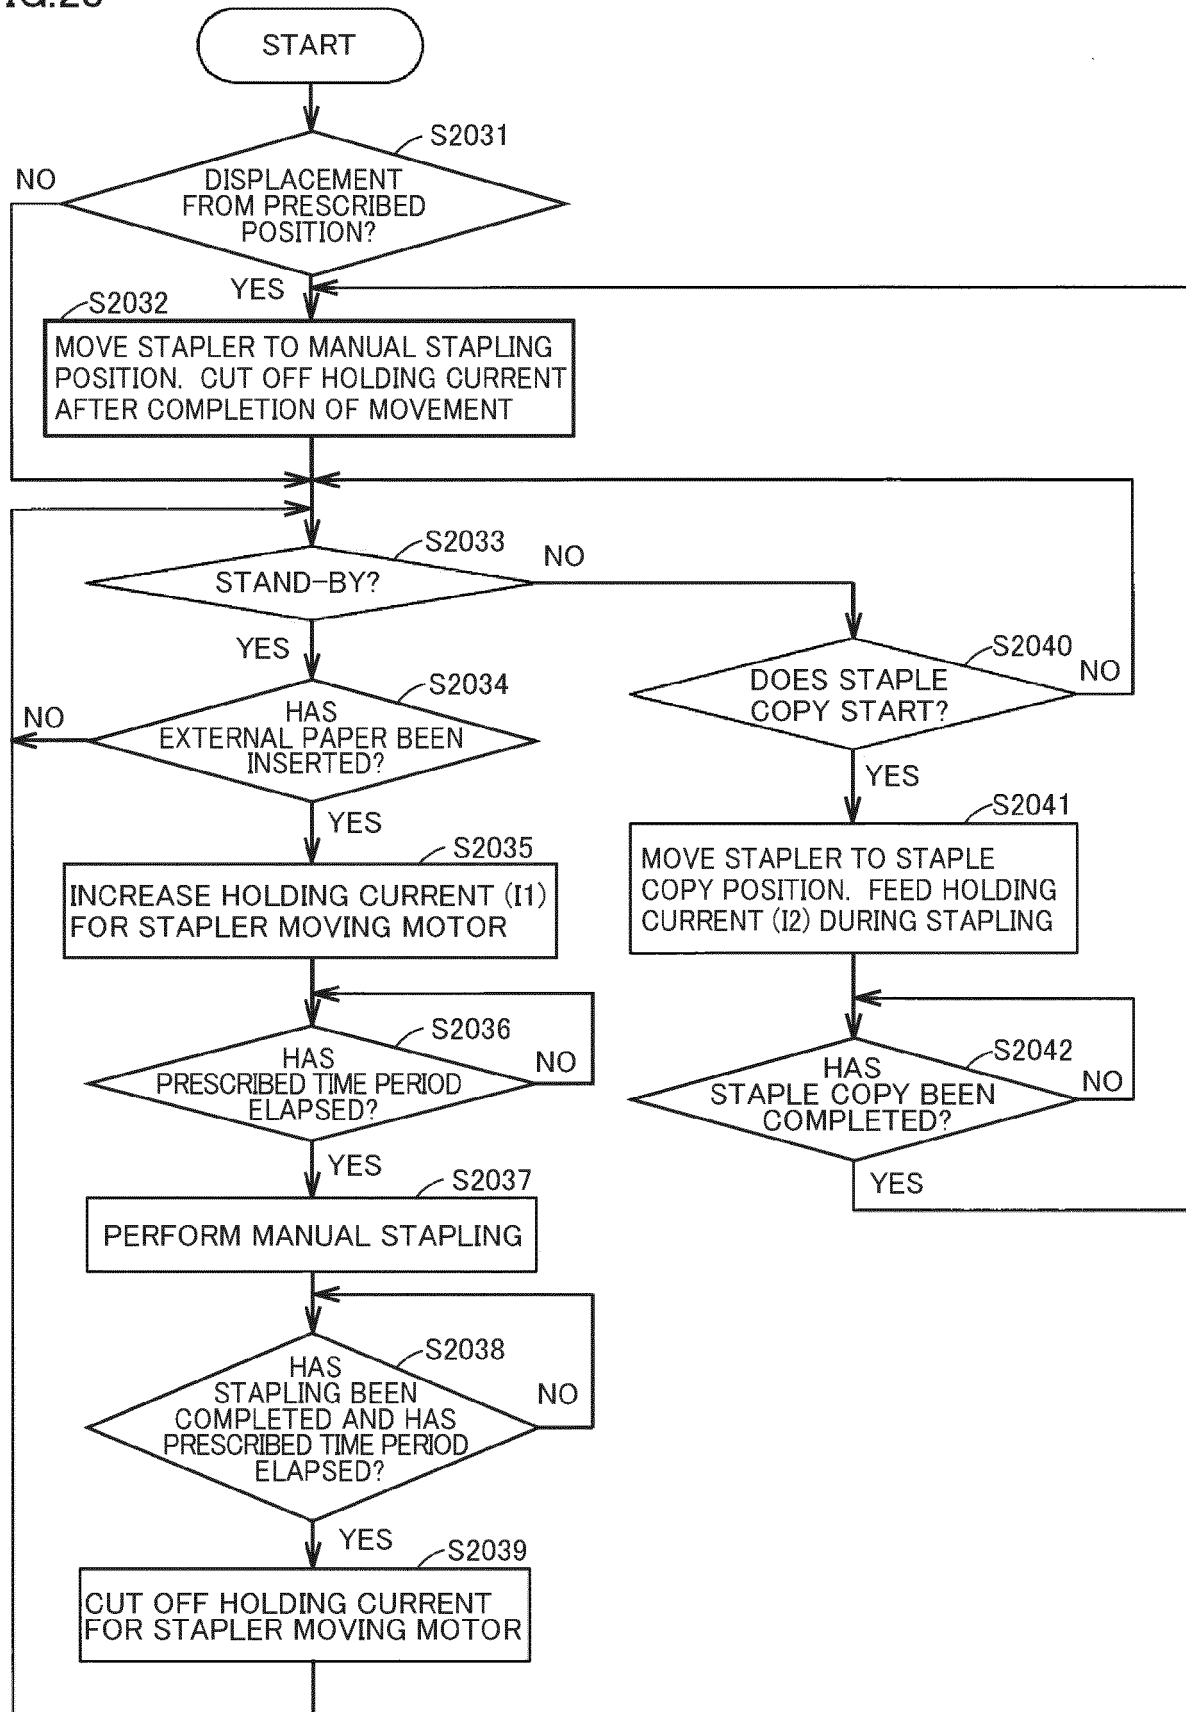 START
S2031
NO
DISPLACEMENT
FROM PRESCRIBED
POSITION?
YES
S2032
MOVE STAPLER TO MANUAL STAPLING
POSITION. CUT OFF HOLDING CURRENT
AFTER COMPLETION OF MOVEMENT
S2033
NO
STAND-BY?
YES
S2034
NO
HAS
EXTERNAL PAPER BEEN
INSERTED?
YES
S2035
INCREASE HOLDING CURRENT (I1)
FOR STAPLER MOVING MOTOR
S2036
HAS
PRESCRIBED TIME PERIOD
ELAPSED?
NO
YES
S2037
PERFORM MANUAL STAPLING
S2038
HAS
STAPLING BEEN
COMPLETED AND HAS
PRESCRIBED TIME PERIOD
ELAPSED?
NO
YES
S2039
CUT OFF HOLDING CURRENT
FOR STAPLER MOVING MOTOR
S2040
DOES STAPLE
COPY START?
NO
YES
S2041
MOVE STAPLER TO STAPLE
COPY POSITION. FEED HOLDING
CURRENT (I2) DURING STAPLING
S2042
HAS
STAPLE COPY BEEN
COMPLETED?
NO
YES